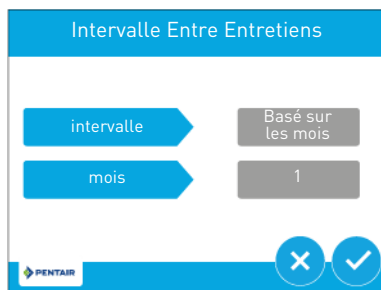 Intervalle Entre Entretiens
intervalle
Basé sur
les mois
mois
1
PENTAIR